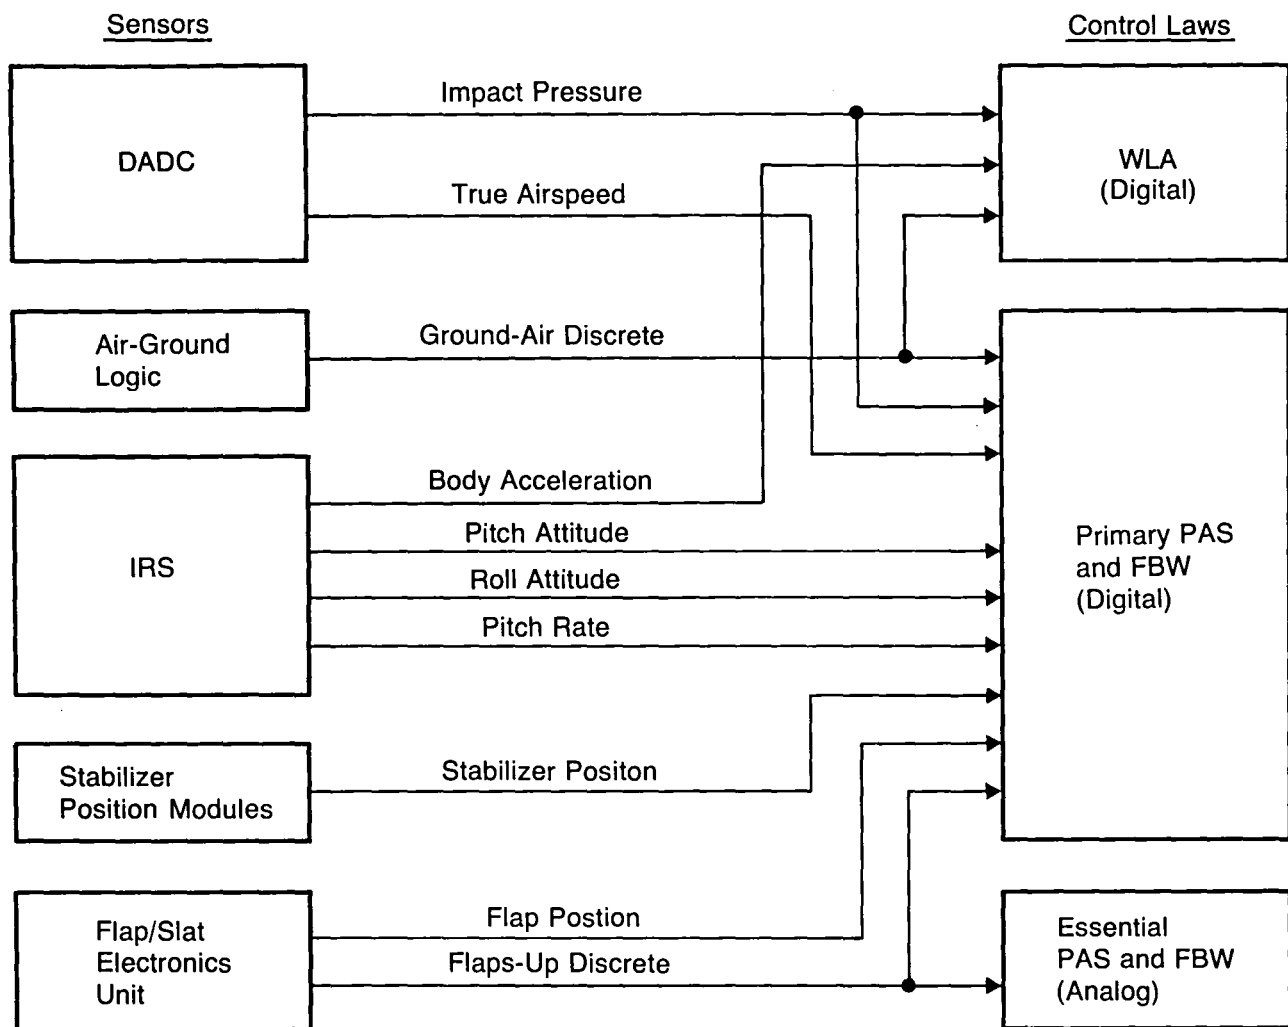 Sensors
Control Laws
Impact Pressure
DADC
WLA
(Digital)
True Airspeed
Air-Ground
Logic
Ground-Air Discrete
IRS
Body Acceleration
Pitch Attitude
Roll Attitude
Pitch Rate
Primary PAS
and FBW
(Digital)
Stabilizer
Position Modules
Stabilizer Positon
Flap/Slat
Electronics
Unit
Flap Postion
Flaps-Up Discrete
Essential
PAS and FBW
(Analog)